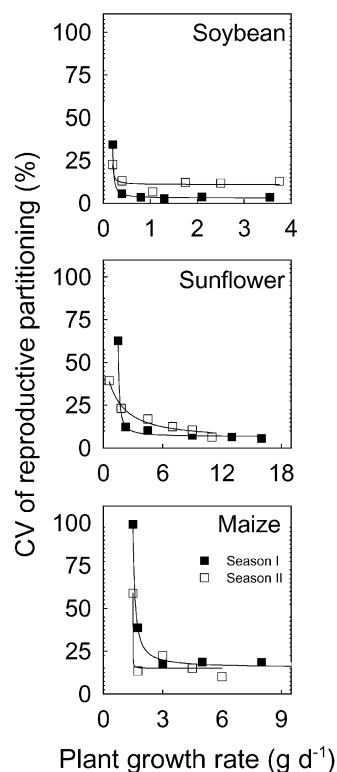 CV of reproductive partitioning (%)
Soybean
100
75
50
25
0
0 1 2 3 4
Sunflower
100
75
50
25
0
0 6 12 18
Maize
Season I
Season II
100
75
50
25
0
0 3 6 9
Plant growth rate (g d-1)